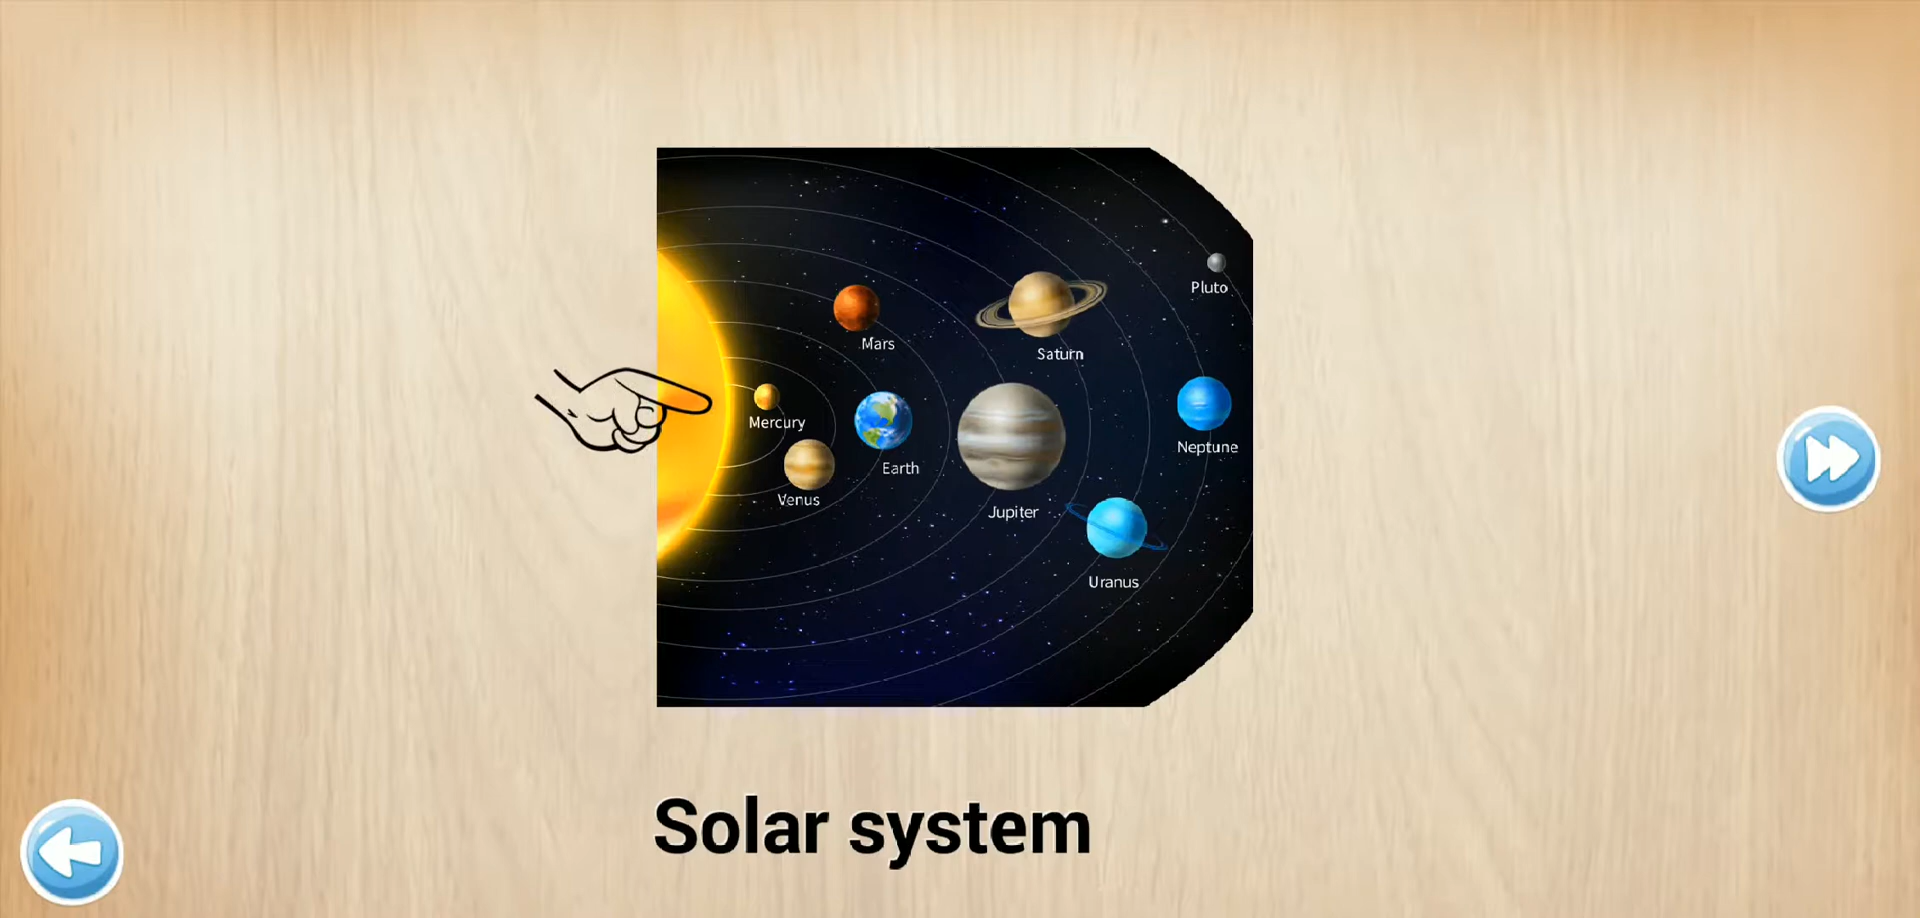 Pluto
Mars
Saturn
Mercury
Neptune
Earth
Venus
Jupiter
Uranus
Solar system